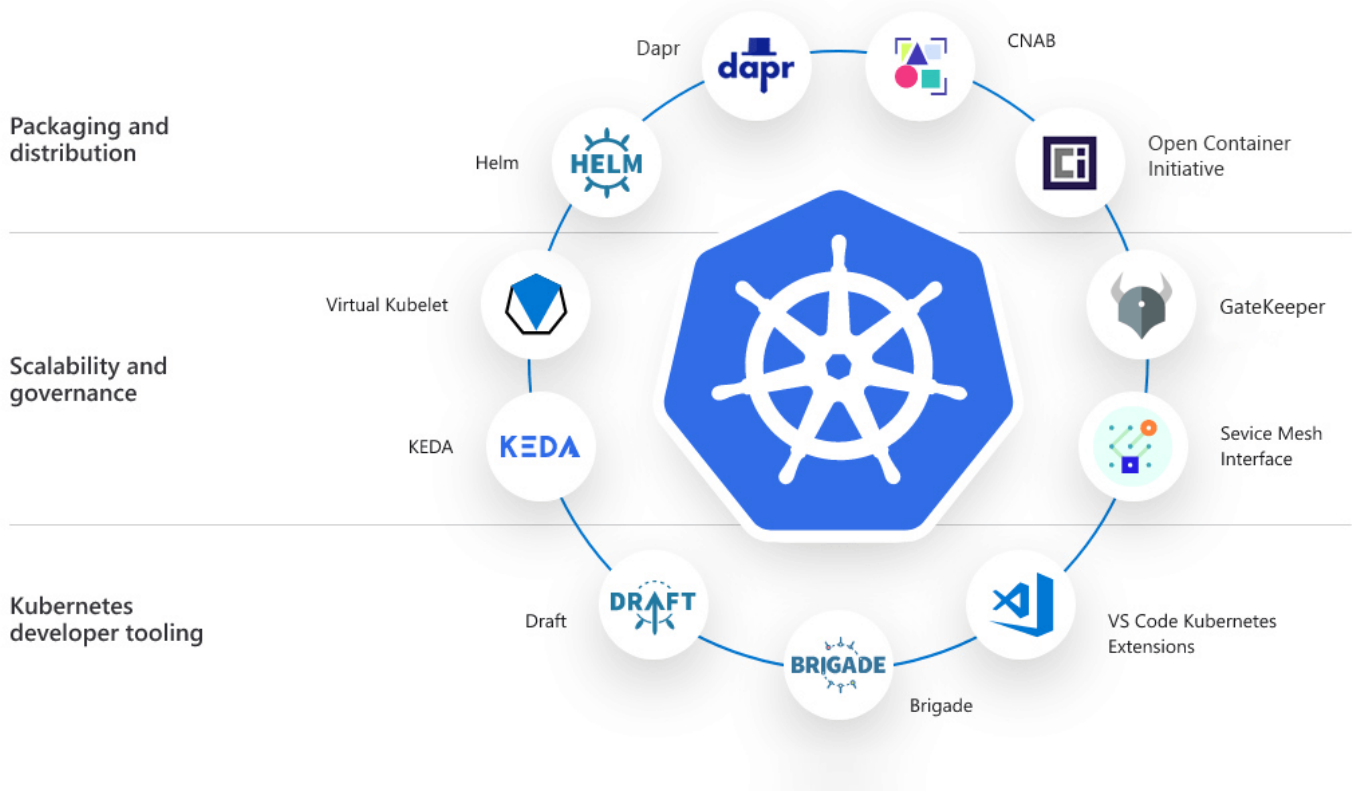 Dapr
dapr
CNAB
Packaging and
distribution
Helm
HELM
Ci
Open Container
Initiative
Virtual Kubelet
GateKeeper
Scalability and
governance
KEDA
KEDA
Sevice Mesh
Interface
Kubernetes
developer tooling
Draft
DRAFT
BRIGADE
Brigade
VS Code Kubernetes
Extensions